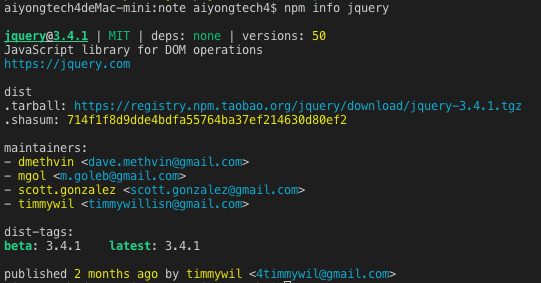 aiyongtech4deMac-mini:note aiyongtech4$ npm info jquery
jquery@3.4.1 | MIT | deps: none | versions: 50
JavaScript library for DOM operations
https://jquery.com
dist
.tarball: https://registry.npm.taobao.org/jquery/download/jquery-3.4.1.tgz
.shasum: 714f1f8d9dde4bdfa55764ba37ef214630d80ef2
maintainers:
- dmethvin <dave.methvin@gmail.com>
- mgol <m.goleb@gmail.com>
- scott.gonzalez <scott.gonzalez@gmail.com>
- timmywil <timmywillisn@gmail.com>
dist-tags:
beta: 3.4.1    latest: 3.4.1
published 2 months ago by timmywil <4timmywil@gmail.com>